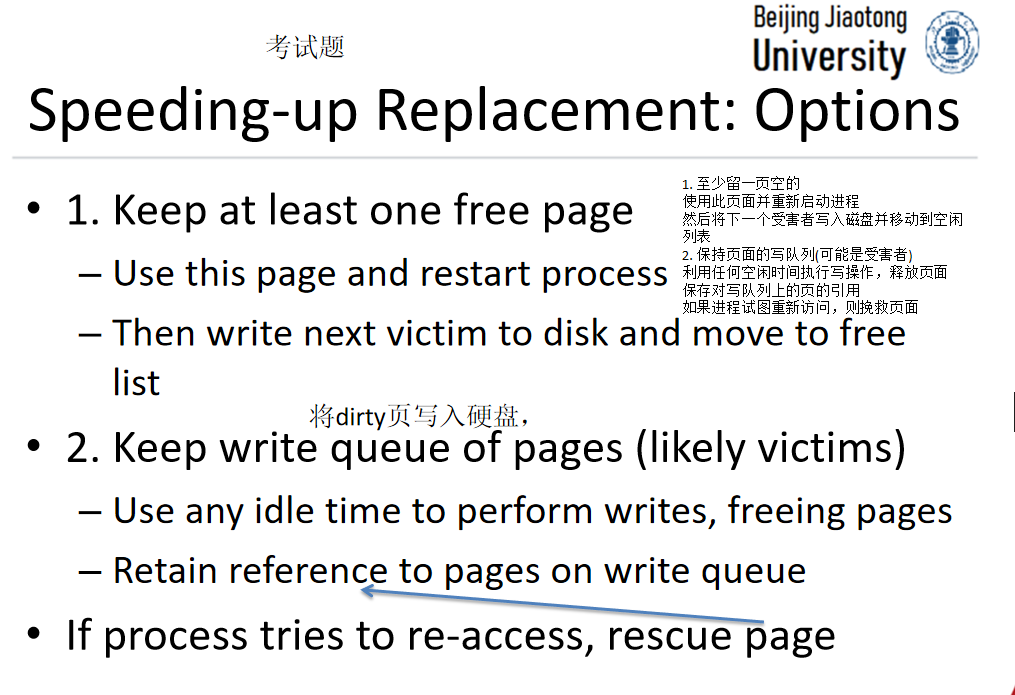 考试题
Beijing Jiaotong
University
Speeding-up Replacement: Options
• 1. Keep at least one free page
– Use this page and restart process
– Then write next victim to disk and move to free
list
1. 至少留一页空的
使用此页面并重新启动进程
然后将下一个受害者写入磁盘并移动到空闲
列表
2. 保持页面的写队列(可能是受害者)
利用任何空闲时间执行写操作，释放页面
保存对写队列上的页的引用
如果进程试图重新访问，则挽救页面
将dirty页写入硬盘，
• 2. Keep write queue of pages (likely victims)
– Use any idle time to perform writes, freeing pages
– Retain reference to pages on write queue
• If process tries to re-access, rescue page